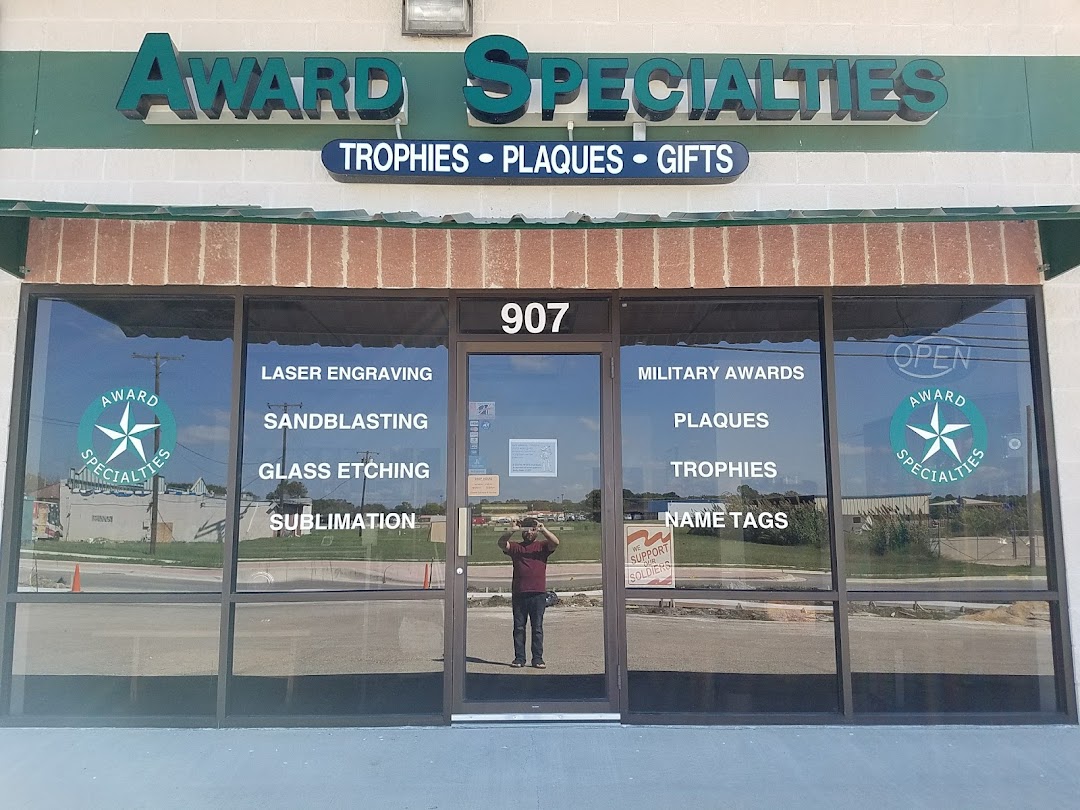 AWARD SPECIALTIES
TROPHIES • PLAQUES • GIFTS
907
LASER ENGRAVING
SANDBLASTING
GLASS ETCHING
SUBLIMATION
MILITARY AWARDS
PLAQUES
TROPHIES
NAME TAGS
AWARD
SPECIALTIES
OPEN
AWARD
SPECIALTIES
WE
SUPPORT
OUR
SOLDIERS